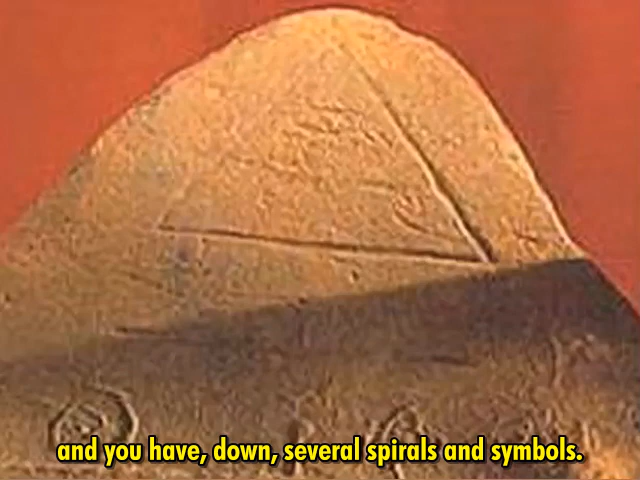 and you have, down, several spirals and symbols.